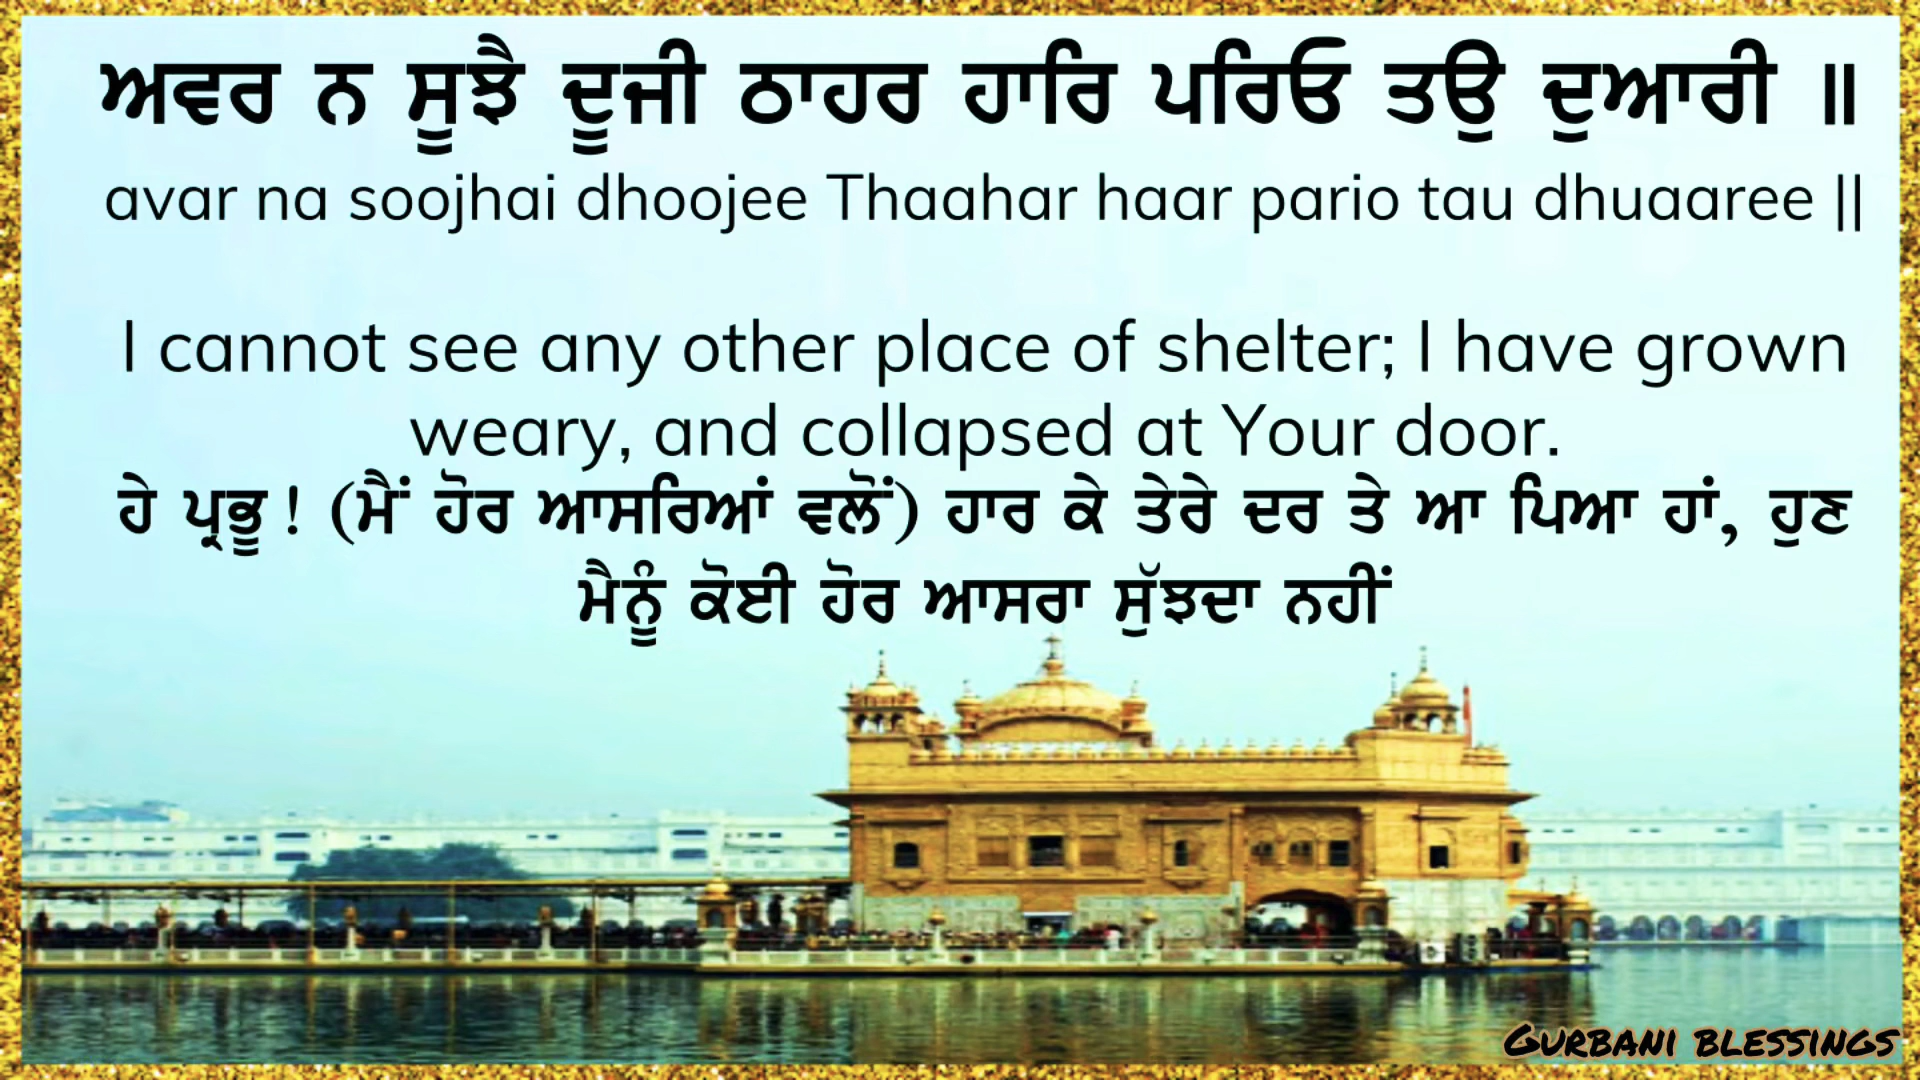 ਅਵਰ ਨ ਸੂਝੈ ਦੂਜੀ ਠਾਹਰ ਹਾਰਿ ਪਰਿਓ ਤਉ ਦੁਆਰੀ ॥
avar na soojhai dhoojee Thaahar haar pario tau dhuaaree ||
I cannot see any other place of shelter; I have grown
weary, and collapsed at Your door.
ਹੇ ਪ੍ਰਭੂ! (ਮੈਂ ਹੋਰ ਆਸਰਿਆਂ ਵਲੋਂ) ਹਾਰ ਕੇ ਤੇਰੇ ਦਰ ਤੇ ਆ ਪਿਆ ਹਾਂ, ਹੁਣ
ਮੈਨੂੰ ਕੋਈ ਹੋਰ ਆਸਰਾ ਸੁੱਝਦਾ ਨਹੀਂ
GURBANI BLESSINGS